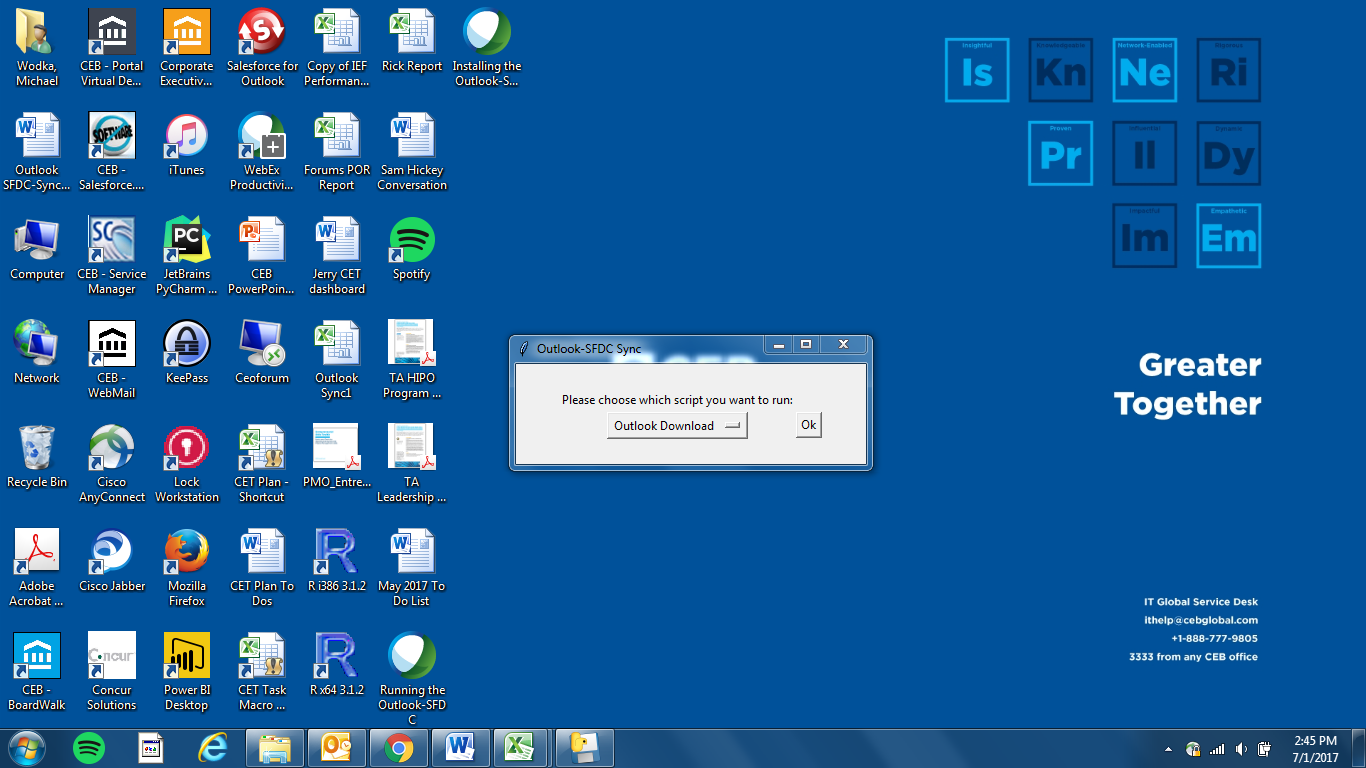 Wodka,
Michael
CEB - Portal
Virtual De...
Corporate
Executiv...
Salesforce for
Outlook
Copy of IEF
Performan...
Rick Report
Installing the
Outlook-S...
Outlook
SFDC-Sync...
SOFTWARE
CEB -
Salesforce....
iTunes
WebEx
Productivi...
Forums POR
Report
Sam Hickey
Conversation
Computer
SC
CEB - Service
Manager
PC
JetBrains
PyCharm ...
CEB
PowerPoin...
Jerry CET
dashboard
Spotify
Network
CEB -
WebMail
KeePass
Ceoforum
Outlook
Sync1
TA HIPO
Program ...
Recycle Bin
Cisco
AnyConnect
Lock
Workstation
CET Plan -
Shortcut
PMO_Entre...
TA
Leadership ...
Adobe
Acrobat ...
Cisco Jabber
Mozilla
Firefox
CET Plan To
Dos
R i386 3.1.2
May 2017 To
Do List
CEB -
BoardWalk
Concur
Concur
Solutions
Power BI
Desktop
CET Task
Macro ...
R x64 3.1.2
Running the
Outlook-SFD
C
Insightful
Is
Knowledgeable
Kn
Network-Enabled
Ne
Rigorous
Ri
Proven
Pr
Influential
Il
Dynamic
Dy
Impactful
Im
Empathetic
Em
Outlook-SFDC Sync
Please choose which script you want to run:
Outlook Download
Ok
Greater
Together
IT Global Service Desk
ithelp@cebglobal.com
+1-888-777-9805
3333 from any CEB office
2:45 PM
7/1/2017